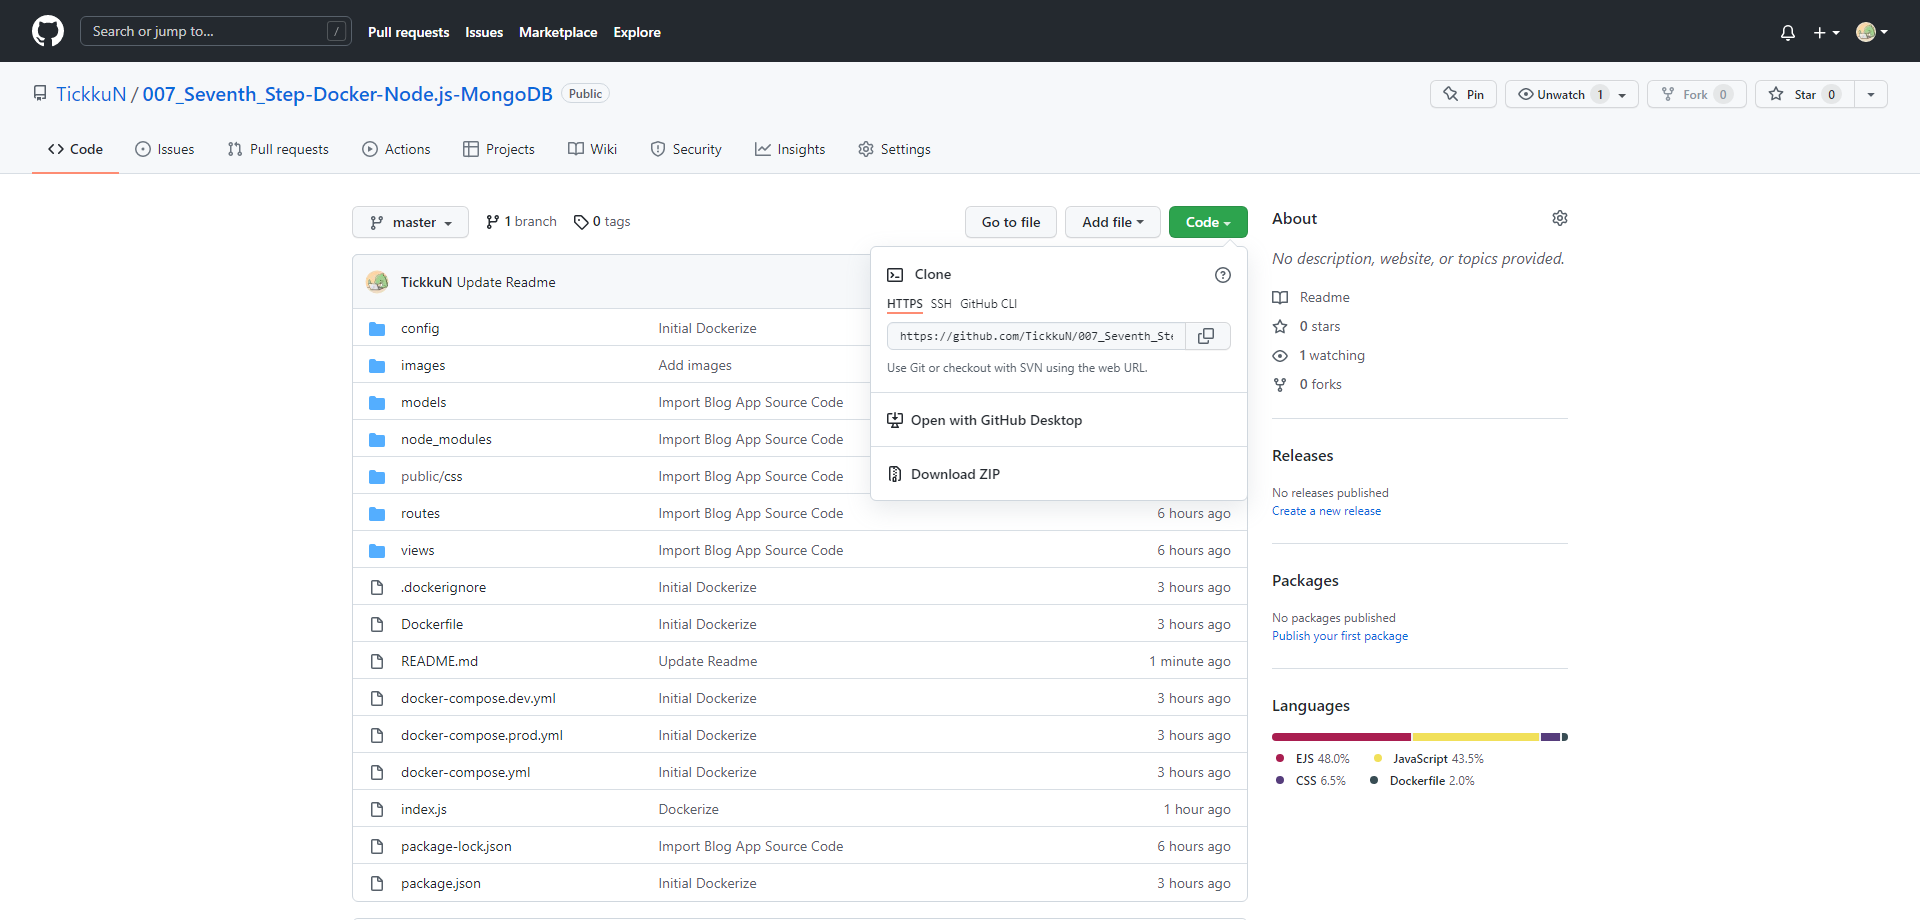 Search or jump to... /
Pull requests Issues Marketplace Explore
TickkuN / 007_Seventh_Step-Docker-Node.js-MongoDB Public
Pin Unwatch 1 Fork 0 Star 0
Code Issues Pull requests Actions Projects Wiki Security Insights Settings
master 1 branch 0 tags
Go to file Add file Code
TickkuN Update Readme
config Initial Dockerize
images Add images
models Import Blog App Source Code
node_modules Import Blog App Source Code
public/css Import Blog App Source Code
routes Import Blog App Source Code 6 hours ago
views Import Blog App Source Code 6 hours ago
.dockerignore Initial Dockerize 3 hours ago
Dockerfile Initial Dockerize 3 hours ago
README.md Update Readme 1 minute ago
docker-compose.dev.yml Initial Dockerize 3 hours ago
docker-compose.prod.yml Initial Dockerize 3 hours ago
docker-compose.yml Initial Dockerize 3 hours ago
index.js Dockerize 1 hour ago
package-lock.json Import Blog App Source Code 6 hours ago
package.json Initial Dockerize 3 hours ago
Clone
HTTPS SSH GitHub CLI
https://github.com/TickkuN/007_Seventh_Ste
Use Git or checkout with SVN using the web URL.
Open with GitHub Desktop
Download ZIP
About
No description, website, or topics provided.
Readme
0 stars
1 watching
0 forks
Releases
No releases published
Create a new release
Packages
No packages published
Publish your first package
Languages
EJS 48.0% JavaScript 43.5%
CSS 6.5% Dockerfile 2.0%